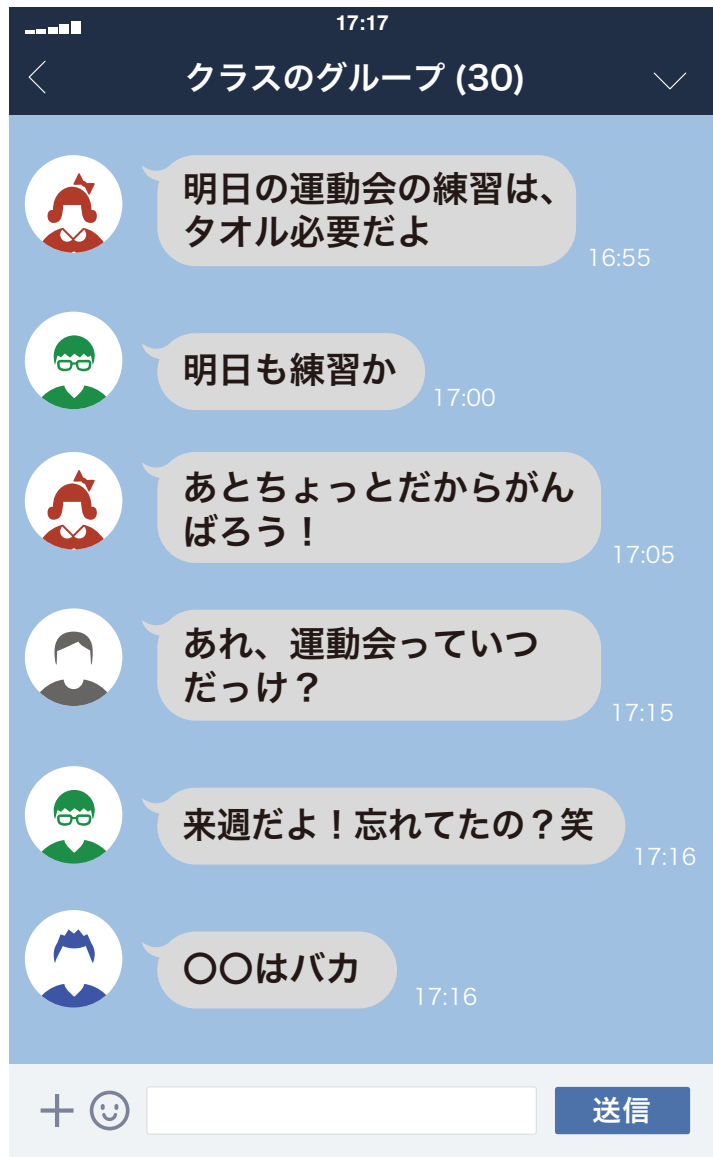 17:17
クラスのグループ (30)
明日の運動会の練習は、
タオル必要だよ
16:55
明日も練習か
17:00
あとちょっとだからがん
ばろう！
17:05
あれ、運動会っていつ
だっけ？
17:15
来週だよ！忘れてたの？笑
17:16
〇〇はバカ
17:16
送信